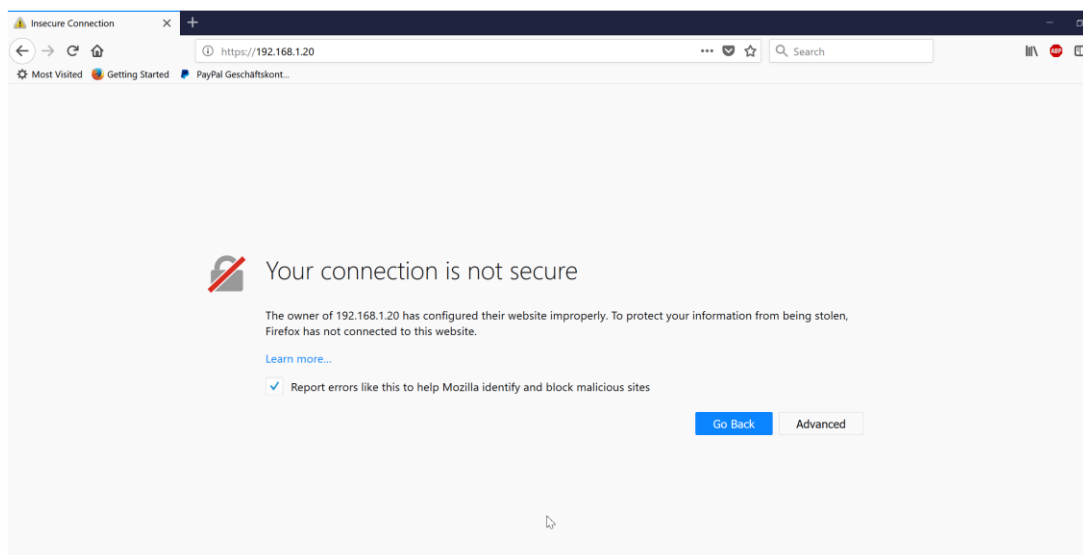 Insecure Connection
https://192.168.1.20
Search
ABP
Most Visited Getting Started PayPal Geschäftskont...
Your connection is not secure
The owner of 192.168.1.20 has configured their website improperly. To protect your information from being stolen,
Firefox has not connected to this website.
Learn more...
Report errors like this to help Mozilla identify and block malicious sites
Go Back Advanced